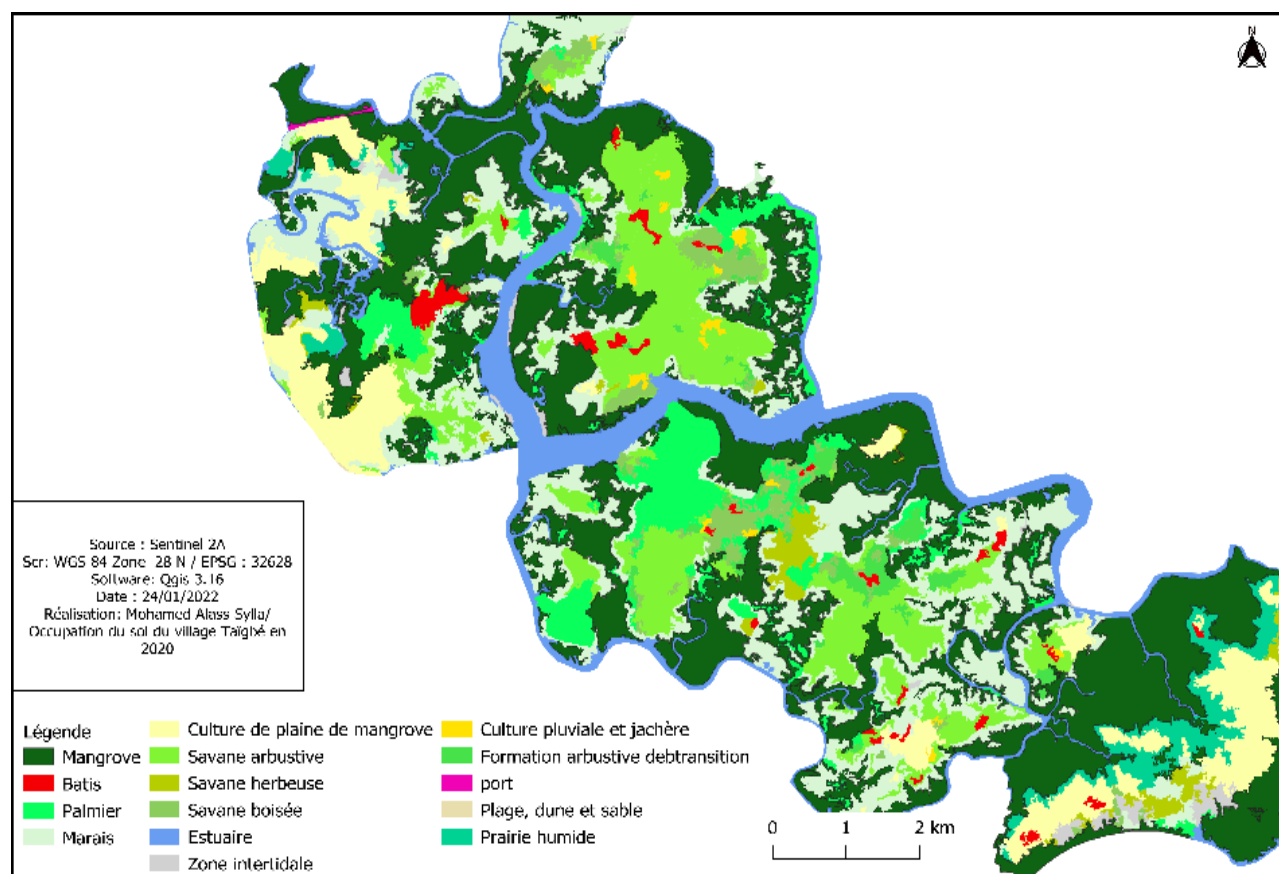 N
Source : Sentinel 2A
Scr: WGS 84 Zone 28 N / EPSG : 32628
Software: Qgis 3.16
Date : 24/01/2022
Réalisation: Mohamed Alass Sylla/
Occupation du sol du village Taïgbé en
2020
Légende
Mangrove
Batis
Palmier
Marais
Culture de plaine de mangrove
Savane arbustive
Savane herbeuse
Savane boisée
Estuaire
Zone intertidale
Culture pluviale et jachère
Formation arbustive debtransition
port
Plage, dune et sable
Prairie humide
0 1 2 km